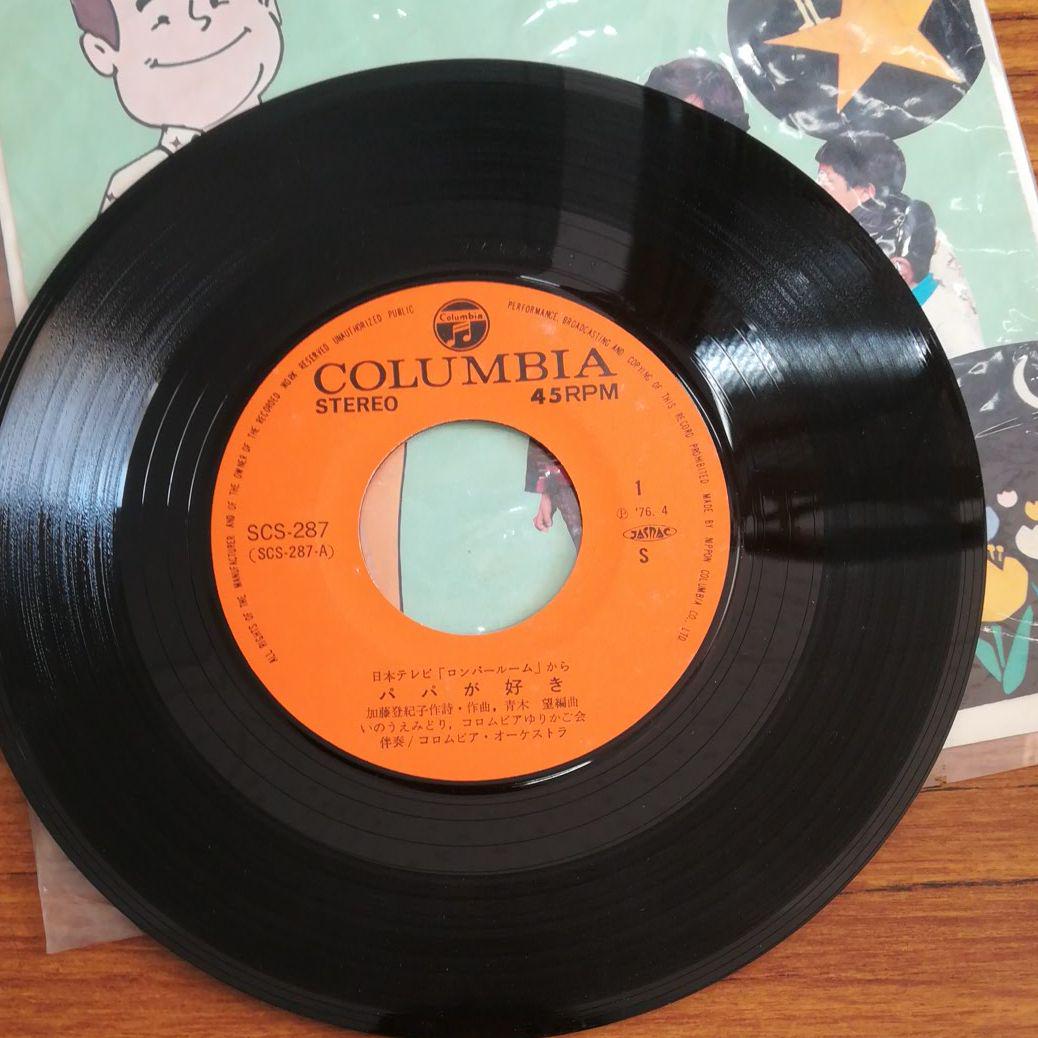 Columbia
ALL RIGHTS OF THE MANUFACTURER AND OF THE OWNER OF THE RECORDED WORK RESERVED UNAUTHORIZED PUBLIC PERFORMANCE, BROADCASTING AND COPYING OF THIS RECORD PROHIBITED MADE BY NIPPON COLUMBIA CO., LTD
COLUMBIA
STEREO 45RPM
1
Ⓟ '76. 4
JASRAC
S
SCS-287
(SCS-287-A)
日本テレビ「ロンパールーム」から
パパが好き
加藤登紀子作詩・作曲, 青木 望編曲
いのうえみどり, コロムビアゆりかご会
伴奏/コロムビア・オーケストラ